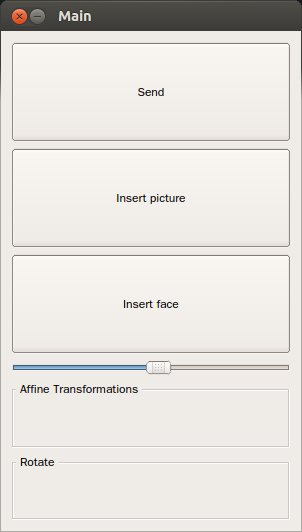 Main
Send
Insert picture
Insert face
Affine Transformations
Rotate